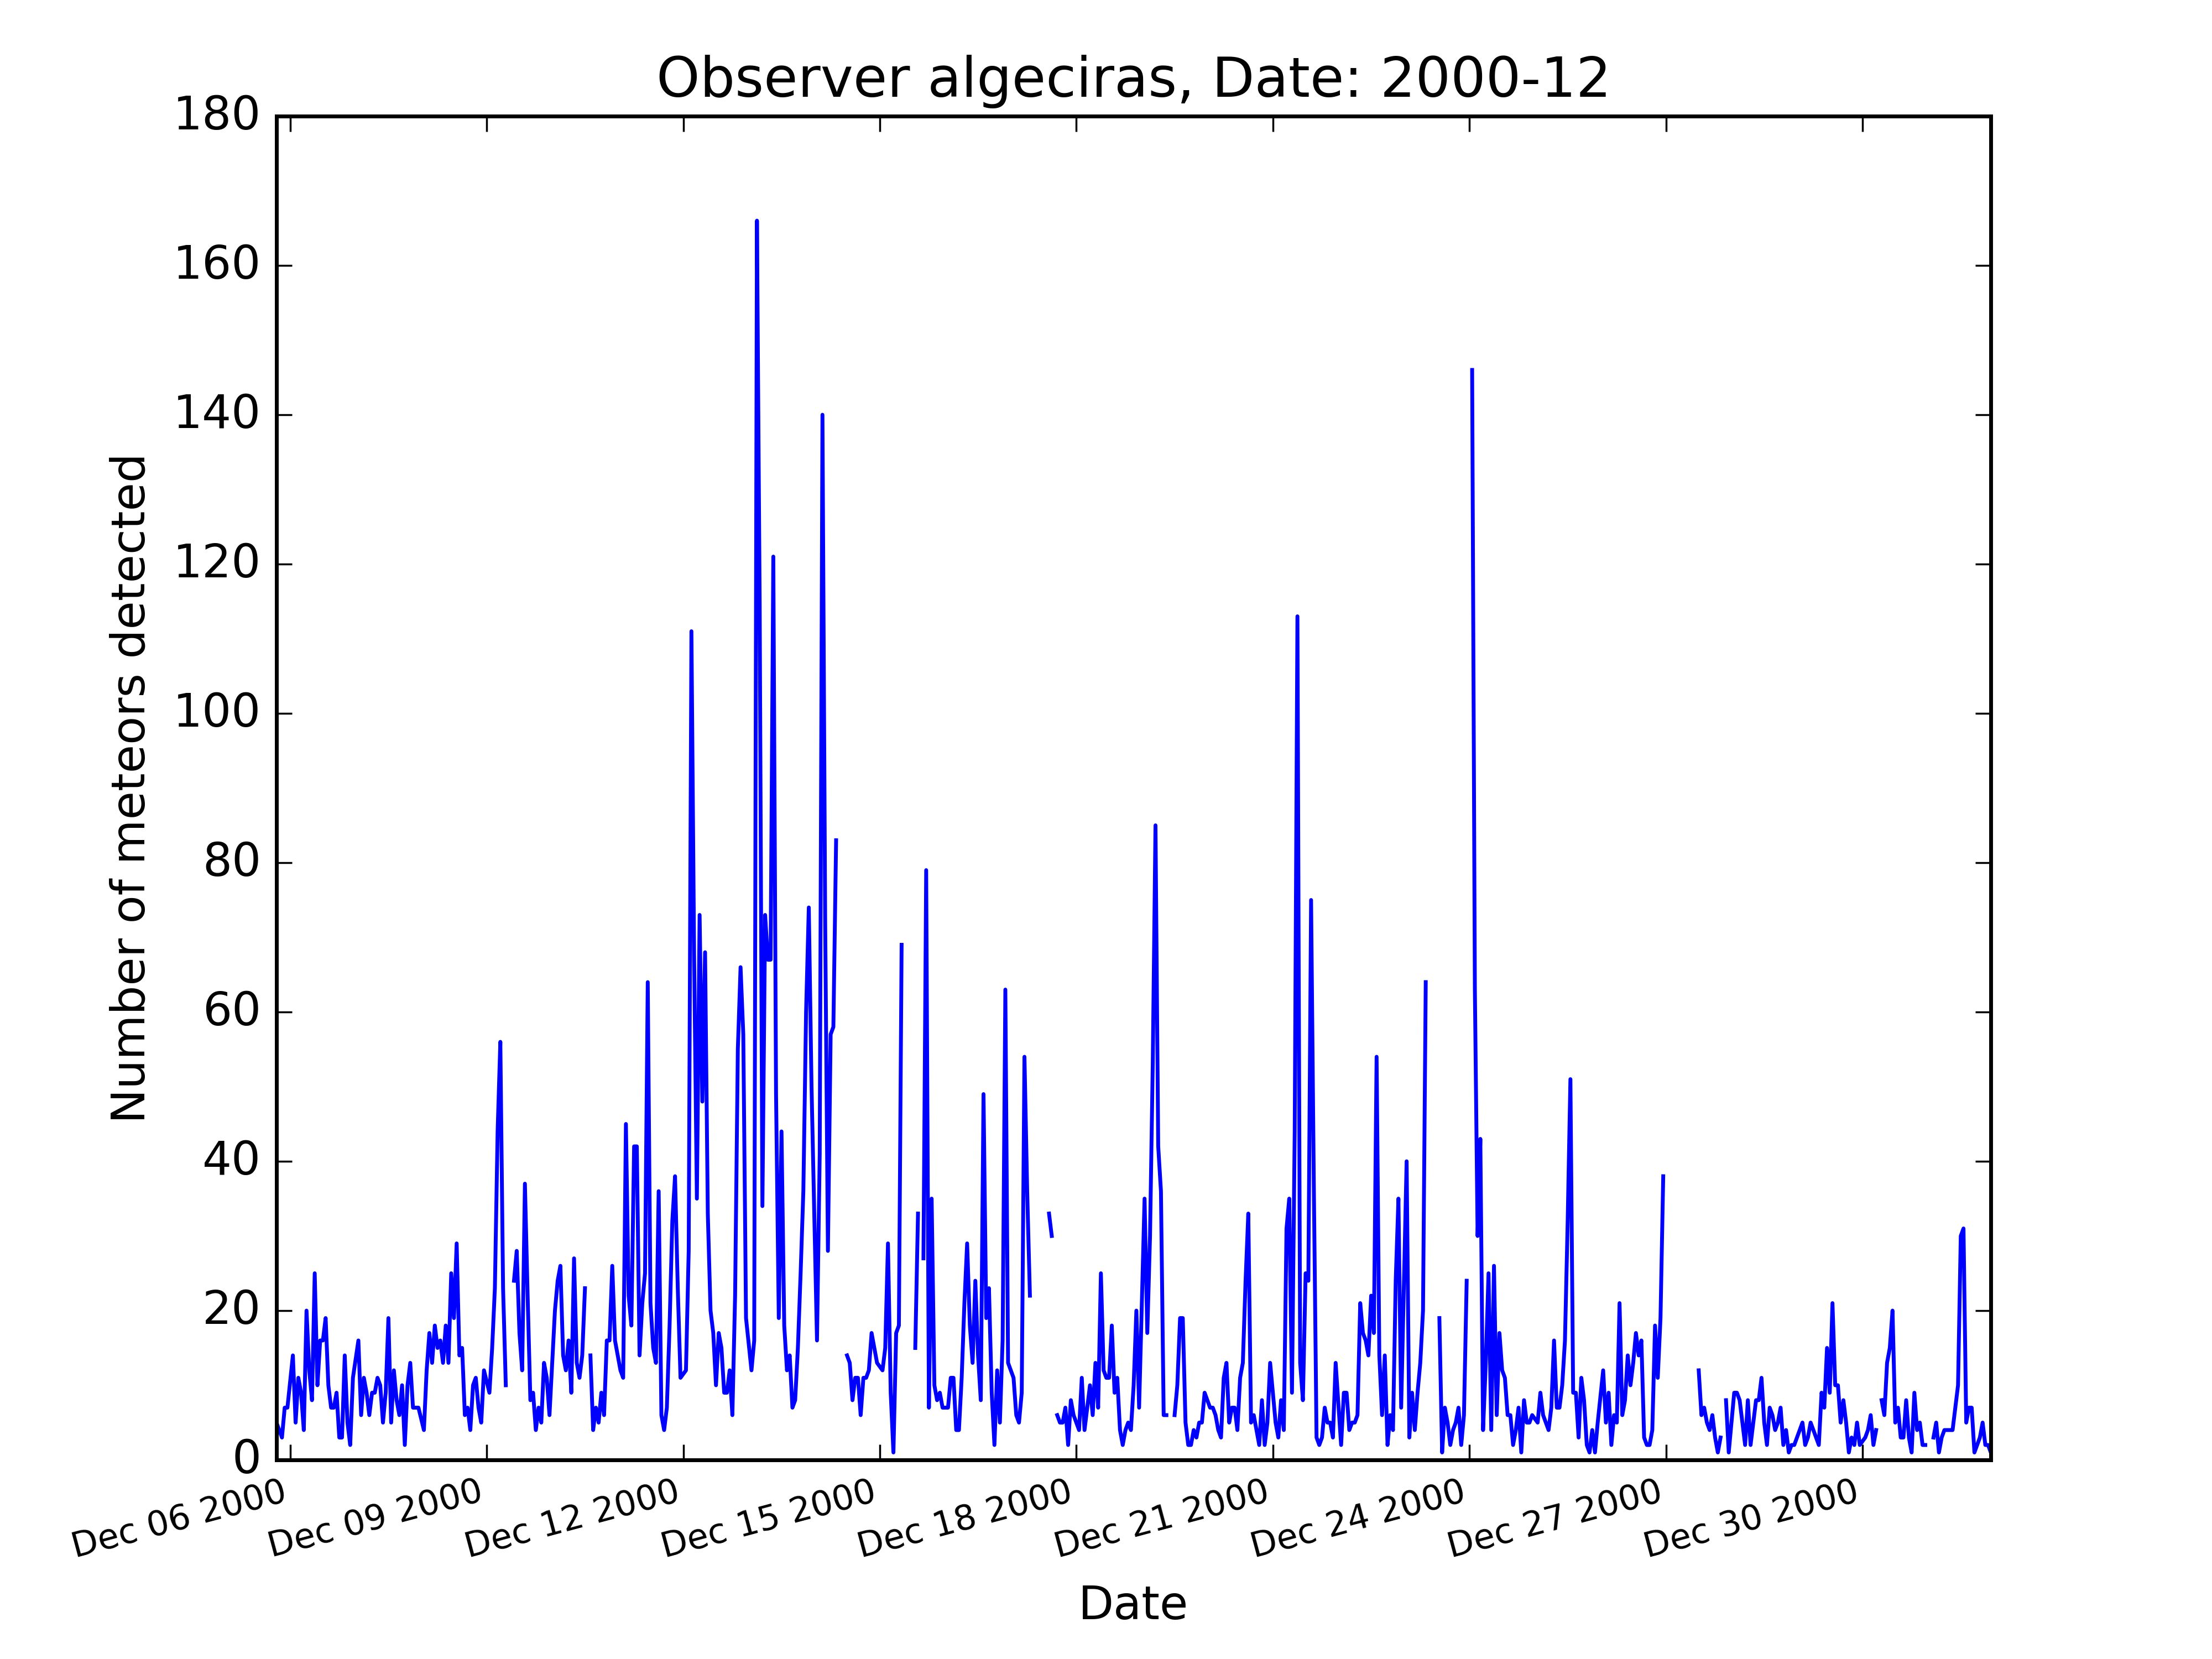 Observer algeciras, Date: 2000-12
180
160
140
120
100
80
60
40
20
0
Number of meteors detected
Dec 06 2000
Dec 09 2000
Dec 12 2000
Dec 15 2000
Dec 18 2000
Dec 21 2000
Dec 24 2000
Dec 27 2000
Dec 30 2000
Date